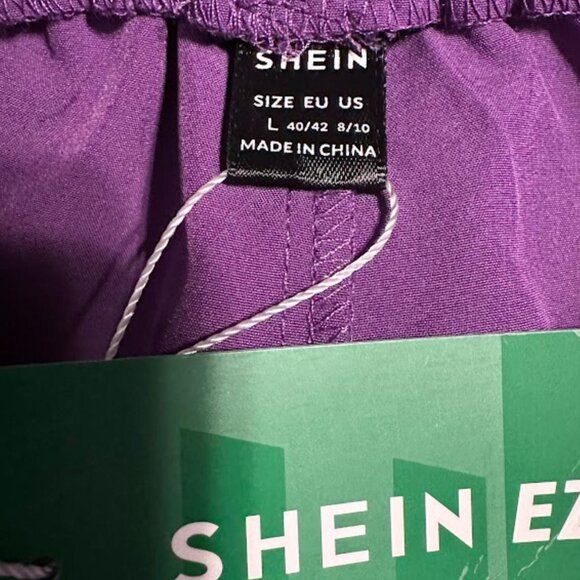 SHEIN
SIZE EU US
L 40/42 8/10
MADE IN CHINA
SHEIN EZ